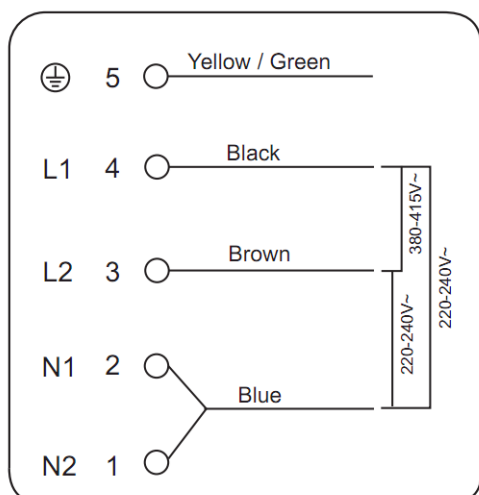 5 Yellow / Green
L1 4 Black
380-415V~
220-240V~
L2 3 Brown
220-240V~
N1 2
Blue
N2 1